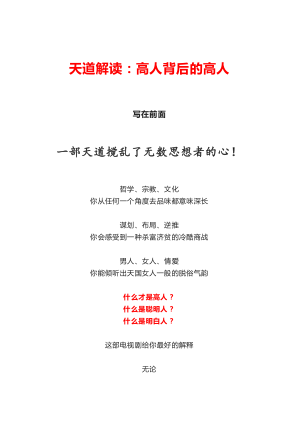 天道解读：高人背后的高人
写在前面
一部天道搅乱了无数思想者的心！
哲学、宗教、文化
你从任何一个角度去品味都意味深长
谋划、布局、逆推
你会感受到一种杀富济贫的冷酷商战
男人、女人、情爱
你能倾听出天国女人一般的脱俗气韵
什么才是高人？
什么是聪明人？
什么是明白人？
这部电视剧给你最好的解释
无论